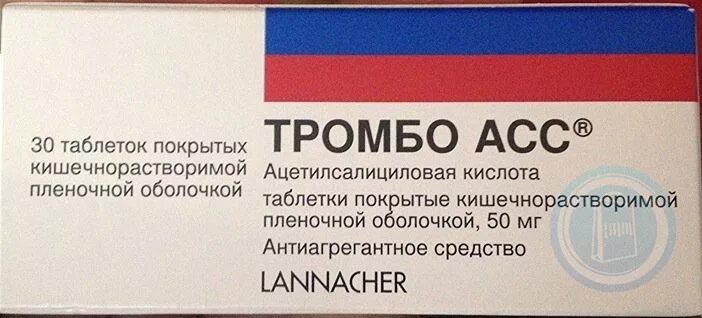 30 таблеток покрытых
кишечнорастворимой
пленочной оболочкой
ТРОМБО АСС®
Ацетилсалициловая кислота
таблетки покрытые кишечнорастворимой
пленочной оболочкой, 50 мг
Антиагрегантное средство
LANNACHER